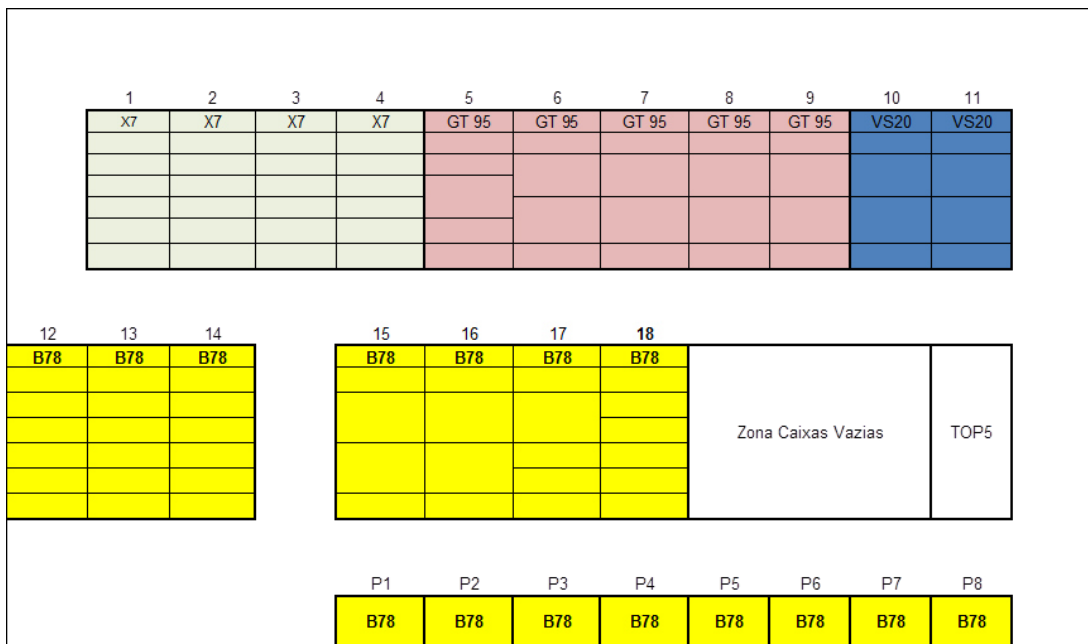 1 2 3 4 5 6 7 8 9 10 11
X7 X7 X7 X7 GT 95 GT 95 GT 95 GT 95 GT 95 VS20 VS20
12 13 14 15 16 17 18
B78 B78 B78 B78 B78 B78 B78
Zona Caixas Vazias TOP5
P1 P2 P3 P4 P5 P6 P7 P8
B78 B78 B78 B78 B78 B78 B78 B78